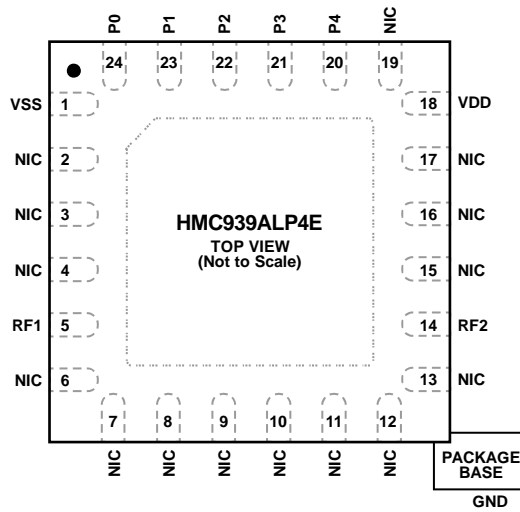 P0 P1 P2 P3 P4 NIC
24 23 22 21 20 19
VSS 1
NIC 2
NIC 3
NIC 4
RF1 5
NIC 6
HMC939ALP4E
TOP VIEW
(Not to Scale)
18 VDD
17 NIC
16 NIC
15 NIC
14 RF2
13 NIC
7 8 9 10 11 12
NIC NIC NIC NIC NIC NIC
PACKAGE
BASE
GND